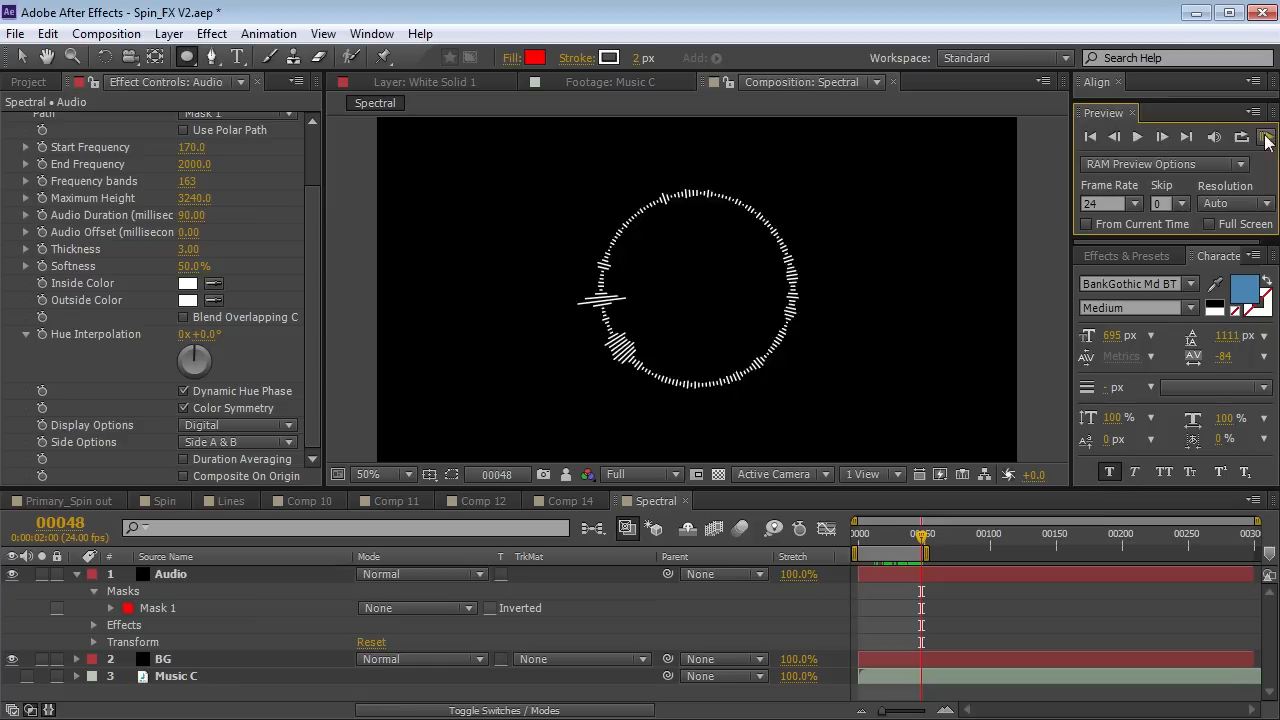 Adobe After Effects - Spin_FX V2.aep *
File Edit Composition Layer Effect Animation View Window Help
Fill: Stroke: 2 px Add: Workspace: Standard Search Help
Project Effect Controls: Audio Layer: White Solid 1 Footage: Music C Composition: Spectral Align
Spectral • Audio Spectral
Path Mask 1
Use Polar Path
Start Frequency 170.0
End Frequency 2000.0
Frequency bands 163
Maximum Height 3240.0
Audio Duration (millisec 90.00
Audio Offset (millisecon 0.00
Thickness 3.00
Softness 50.0%
Inside Color
Outside Color
Blend Overlapping C
Hue Interpolation 0x+0.0°
Dynamic Hue Phase
Color Symmetry
Display Options Digital
Side Options Side A & B
Duration Averaging
Composite On Origin
50% 00048 Full Active Camera 1 View +0.0
Preview
RAM Preview Options
Frame Rate Skip Resolution
24 0 Auto
From Current Time Full Screen
Effects & Presets Characte
BankGothic Md BT
Medium
695 px 1111 px
Metrics -84
- px
100 % 100 %
0 px 0 %
T T TT Tt T¹ T₁
Primary_Spin out Spin Lines Comp 10 Comp 11 Comp 12 Comp 14 Spectral
00048
0:00:02:00 (24.00 fps)
0000 00050 00100 00150 00200 00250 0030
# Source Name Mode T TrkMat Parent Stretch
1 Audio Normal None 100.0%
Masks
Mask 1 None Inverted
Effects
Transform Reset
2 BG Normal None None 100.0%
3 Music C None 100.0%
Toggle Switches / Modes